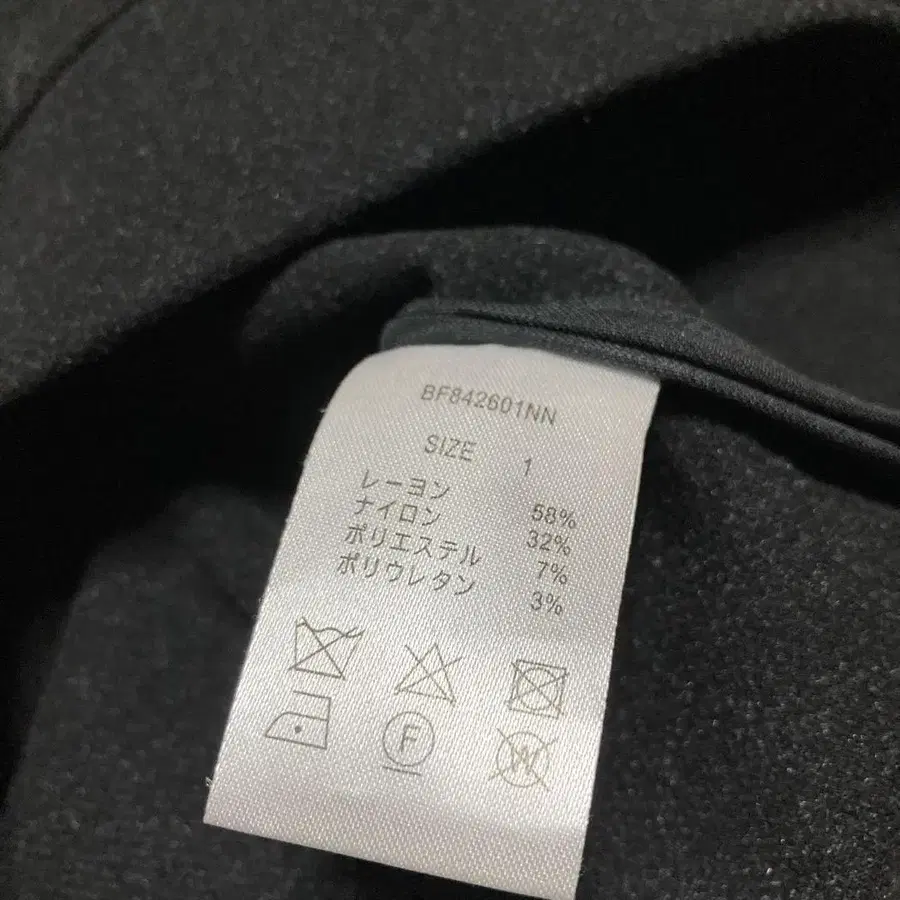 BF842601NN
SIZE 1
レーヨン 58%
ナイロン 32%
ポリエステル 7%
ポリウレタン 3%
F W